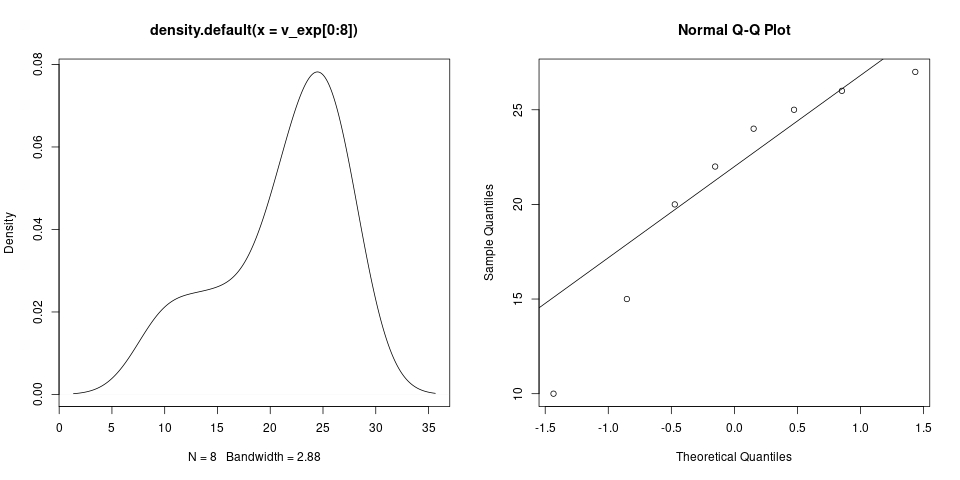 density.default(x = v_exp[0:8])
Density
0.08
0.06
0.04
0.02
0.00
0 5 10 15 20 25 30 35
N = 8 Bandwidth = 2.88
Normal Q-Q Plot
Sample Quantiles
25
20
15
10
-1.5 -1.0 -0.5 0.0 0.5 1.0 1.5
Theoretical Quantiles